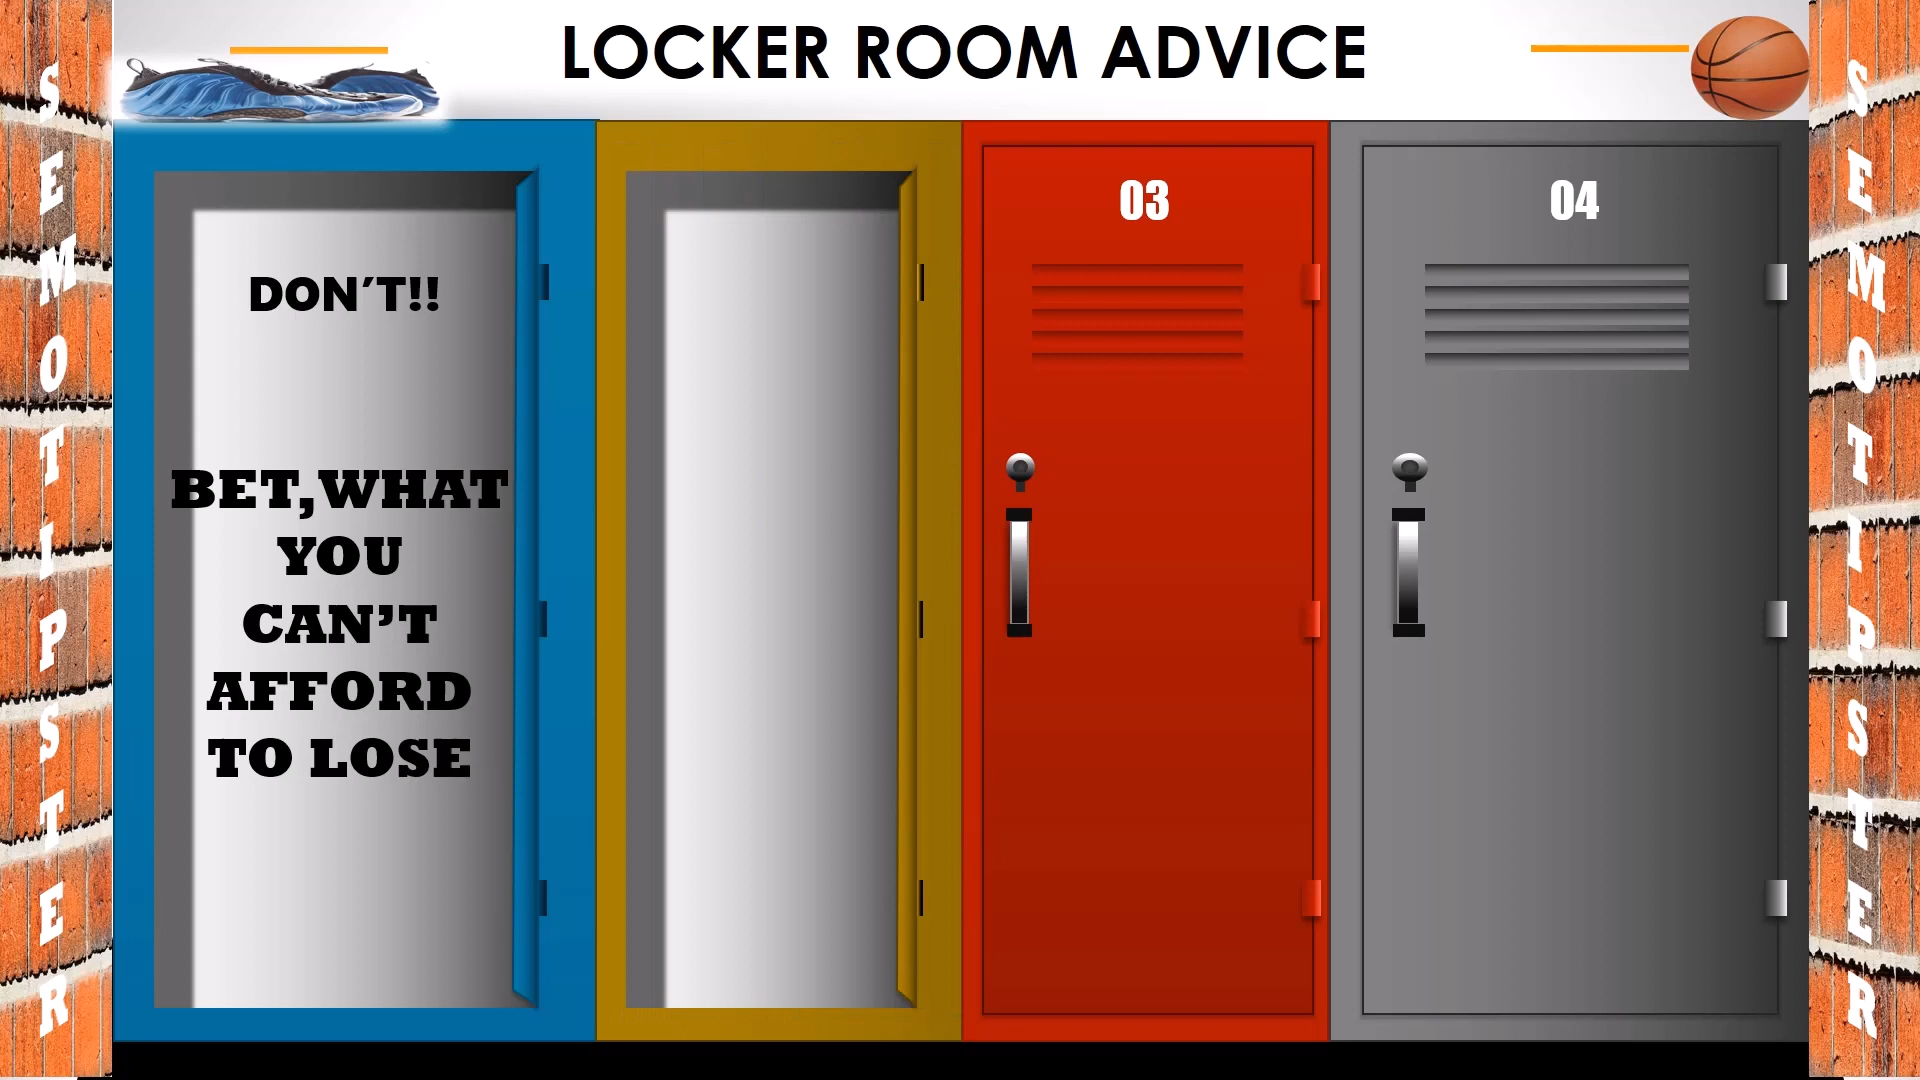 LOCKER ROOM ADVICE
SEMOTIPSTER
DON´T!!
BET,WHAT
YOU
CAN’T
AFFORD
TO LOSE
03
04
SEMOTIPSTER